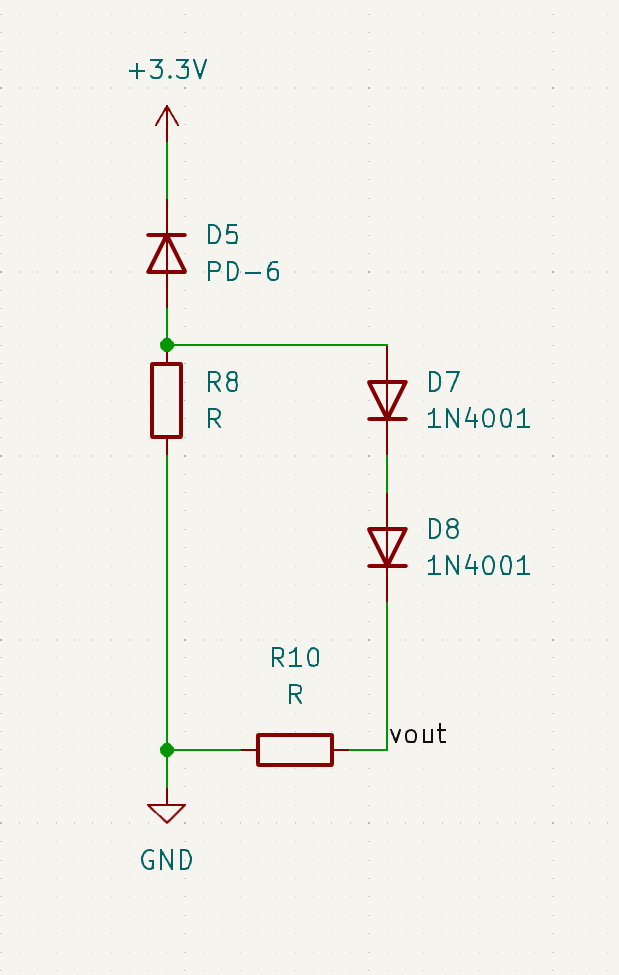 +3.3V
D5
PD-6
R8
R
D7
1N4001
D8
1N4001
R10
R
vout
GND